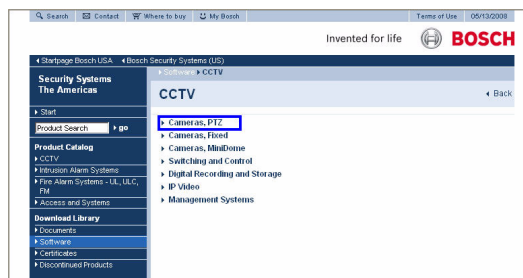 Search Contact Where to buy My Bosch Terms of Use 05/13/2008
Invented for life BOSCH
Startpage Bosch USA Bosch Security Systems (US)
Security Systems
The Americas
Software CCTV
CCTV
Back
Start
Product Search go
Product Catalog
CCTV
Intrusion Alarm Systems
Fire Alarm Systems - UL, ULC,
FM
Access and Systems
Download Library
Documents
Software
Certificates
Discontinued Products
Cameras, PTZ
Cameras, Fixed
Cameras, MiniDome
Switching and Control
Digital Recording and Storage
IP Video
Management Systems